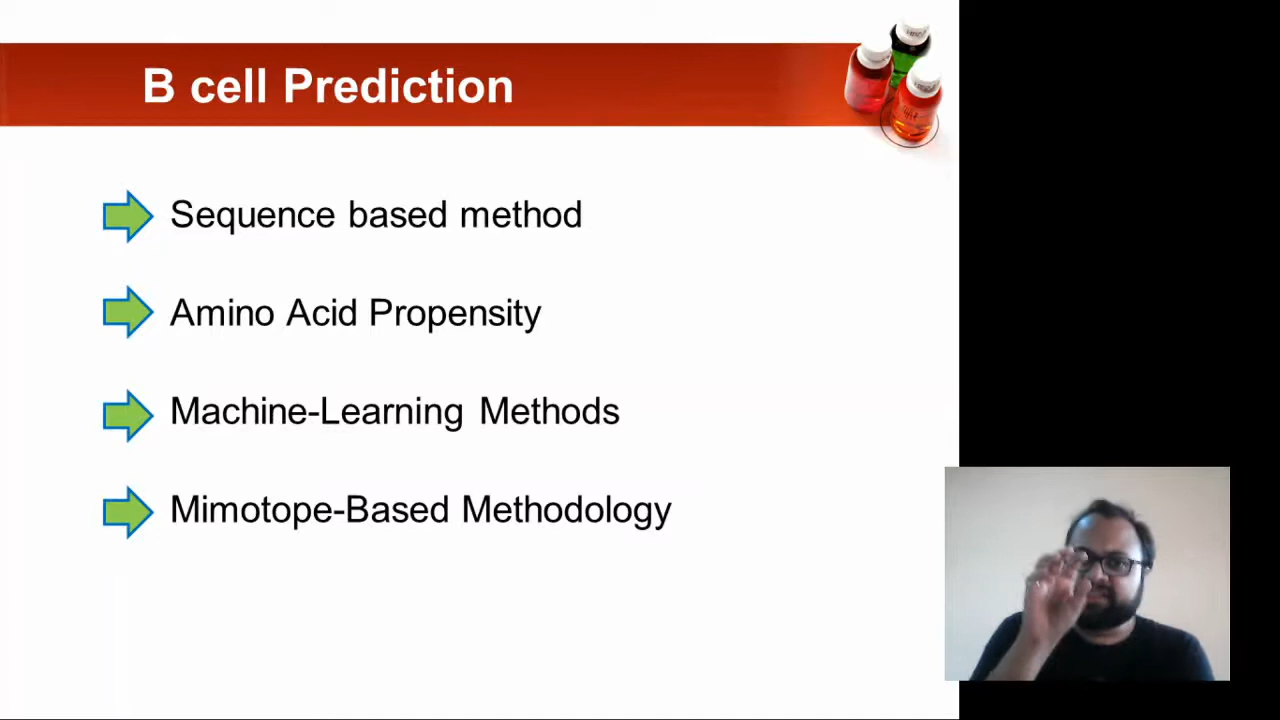 B cell Prediction
Sequence based method
Amino Acid Propensity
Machine-Learning Methods
Mimotope-Based Methodology